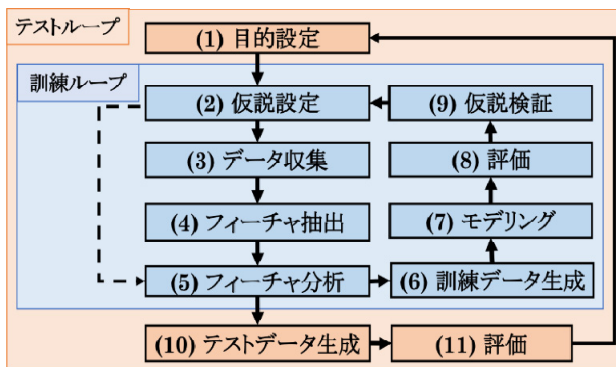 テストループ
(1) 目的設定
訓練ループ
(2) 仮説設定
(9) 仮説検証
(3) データ収集
(8) 評価
(4) フィーチャ抽出
(7) モデリング
(5) フィーチャ分析
(6) 訓練データ生成
(10) テストデータ生成
(11) 評価